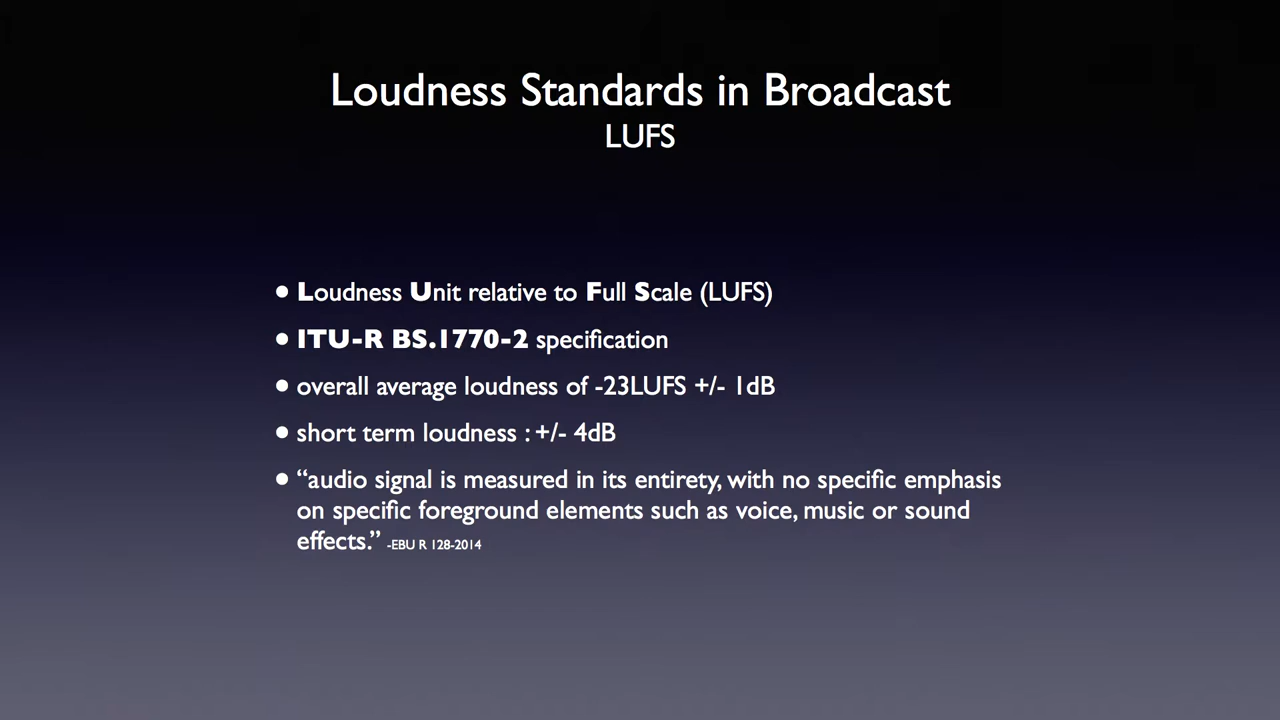 Loudness Standards in Broadcast
LUFS
• Loudness Unit relative to Full Scale (LUFS)
• ITU-R BS.1770-2 specification
• overall average loudness of -23LUFS +/- 1dB
• short term loudness : +/- 4dB
• “audio signal is measured in its entirety, with no specific emphasis
on specific foreground elements such as voice, music or sound
effects.” -EBU R 128-2014